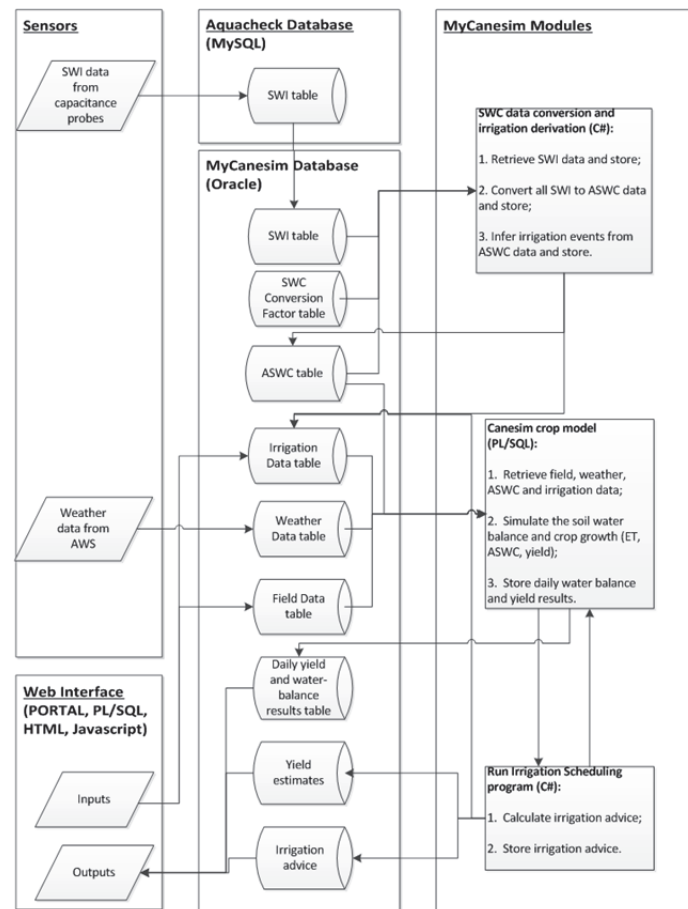 Sensors
SWI data
from
capacitance
probes
Weather
data from
AWS
Web Interface
(PORTAL, PL/SQL,
HTML, Javascript)
Inputs
Outputs
Aquacheck Database
(MySQL)
SWI table
MyCanesim Database
(Oracle)
SWI table
SWC
Conversion
Factor table
ASWC table
Irrigation
Data table
Weather
Data table
Field Data
table
Daily yield
and water-
balance
results table
Yield
estimates
Irrigation
advice
MyCanesim Modules
SWC data conversion and
irrigation derivation (C#):
1. Retrieve SWI data and store;
2. Convert all SWI to ASWC data
and store;
3. Infer irrigation events from
ASWC data and store.
Canesim crop model
(PL/SQL):
1. Retrieve field, weather,
ASWC and irrigation data;
2. Simulate the soil water
balance and crop growth (ET,
ASWC, yield);
3. Store daily water balance
and yield results.
Run Irrigation Scheduling
program (C#):
1. Calculate irrigation advice;
2. Store irrigation advice.